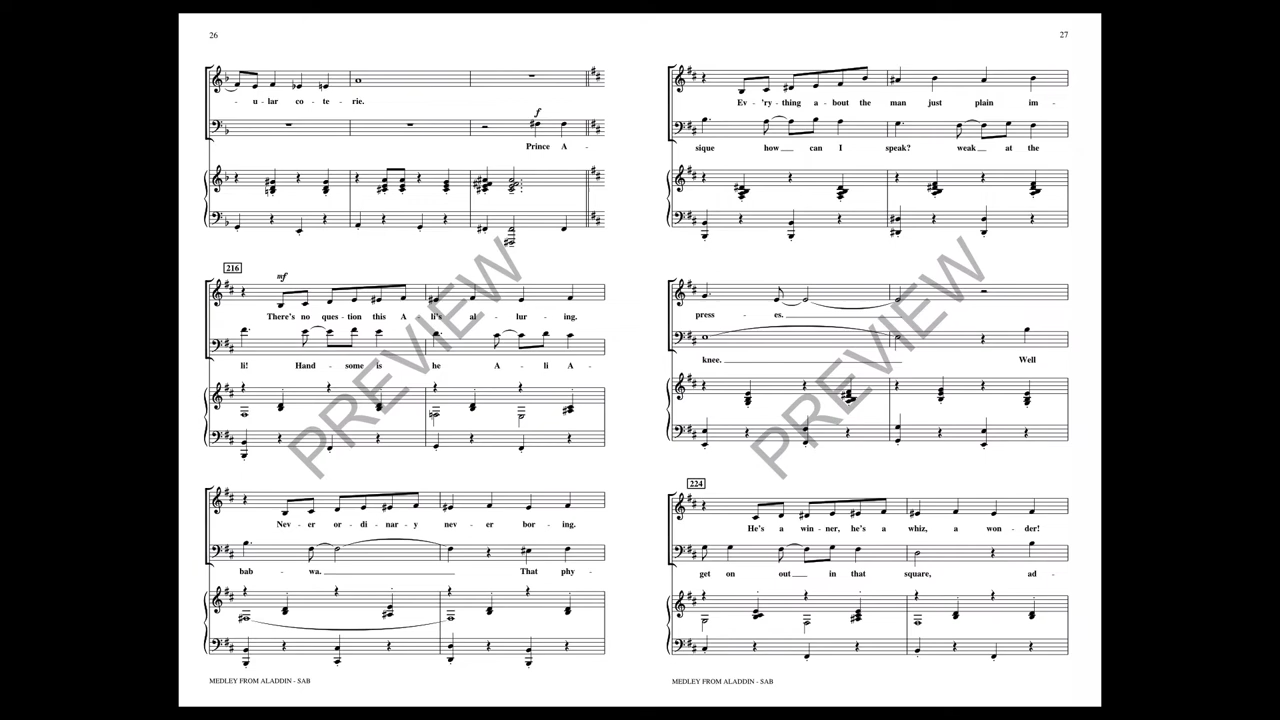 26
- u - lar co - te - rie.
f
Prince A -
216
mf
There's no ques - tion this A li's al - lur - ing.
li! Hand - some is he A - li A -
Nev - er or - di - nar - y nev - er bor - ing.
bab - wa. That phy -
MEDLEY FROM ALADDIN - SAB
PREVIEW
27
Ev - 'ry - thing a - bout the man just plain im -
sique how can I speak? weak at the
press - es.
knee. Well
224
He's a win - ner, he's a whiz, a won - der!
get on out in that square, ad -
MEDLEY FROM ALADDIN - SAB
PREVIEW